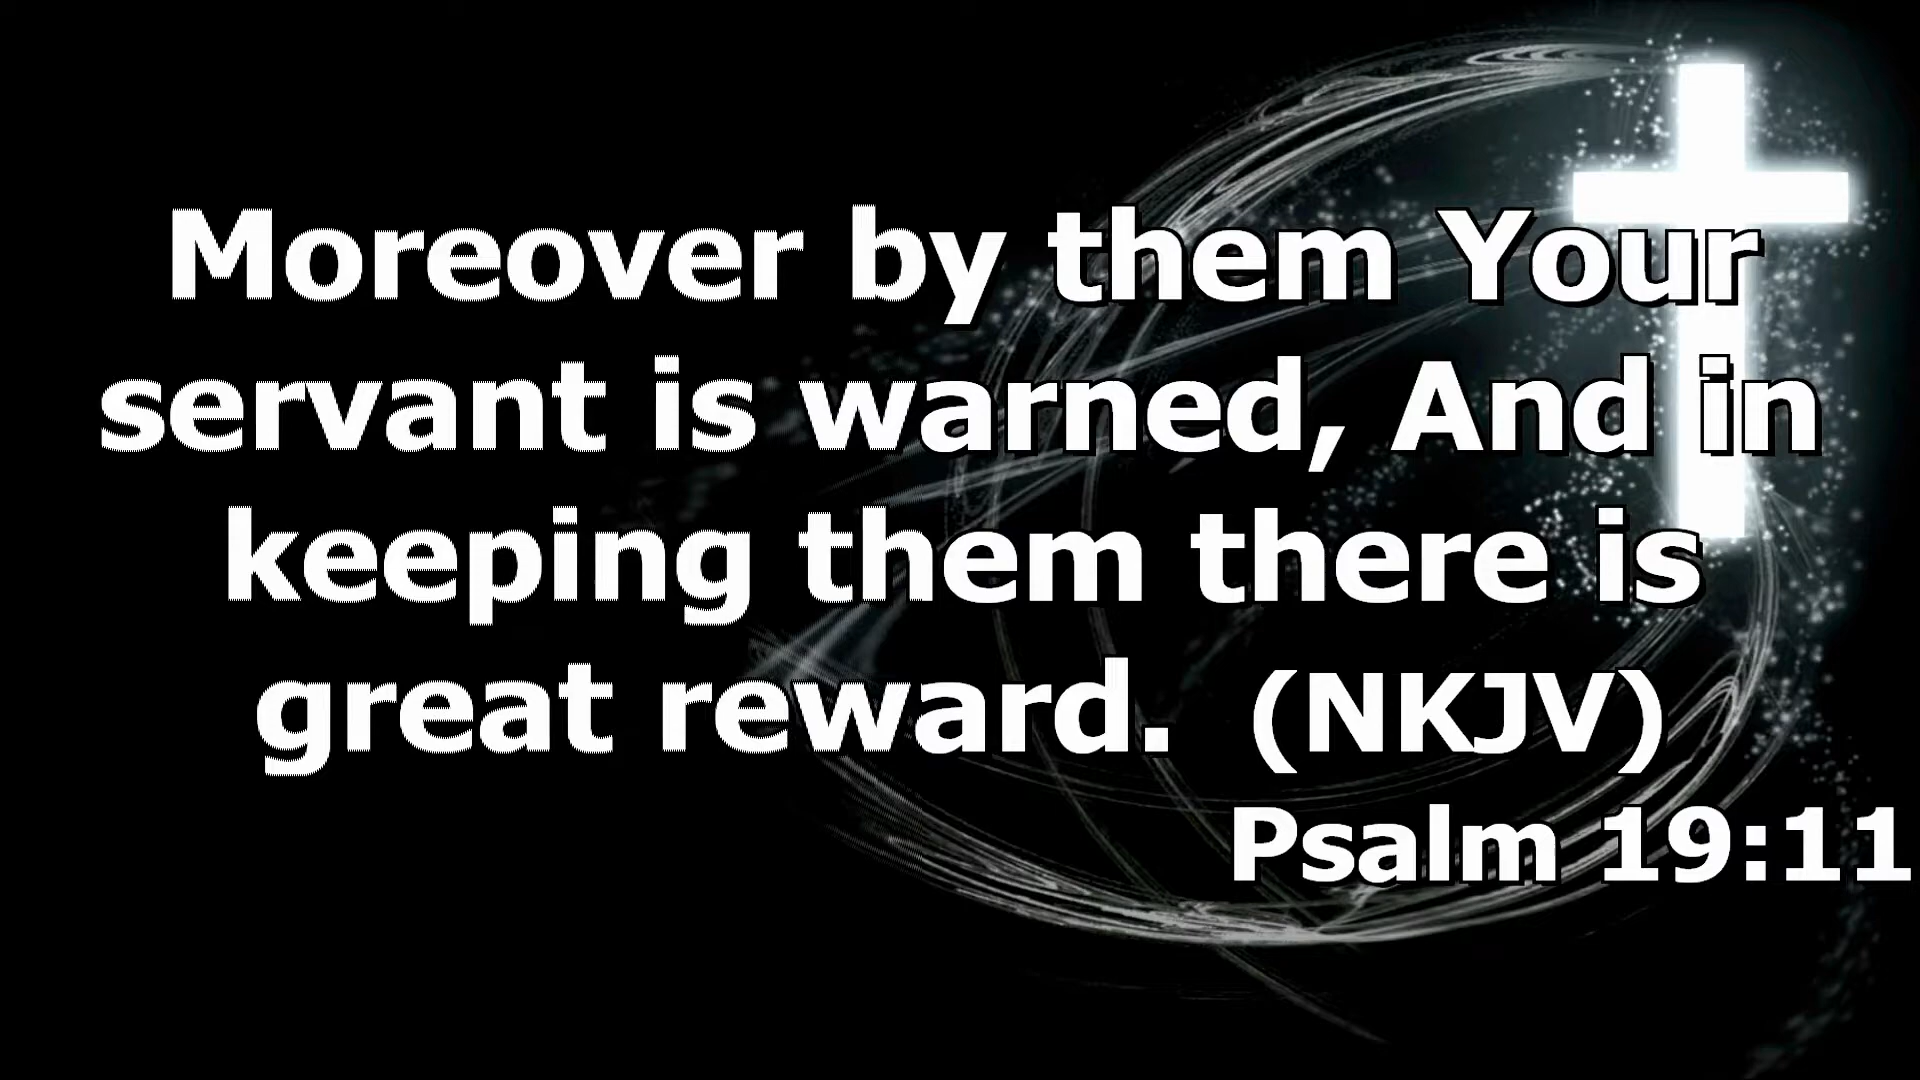 Moreover by them Your
servant is warned, And in
keeping them there is
great reward. (NKJV)
Psalm 19:11